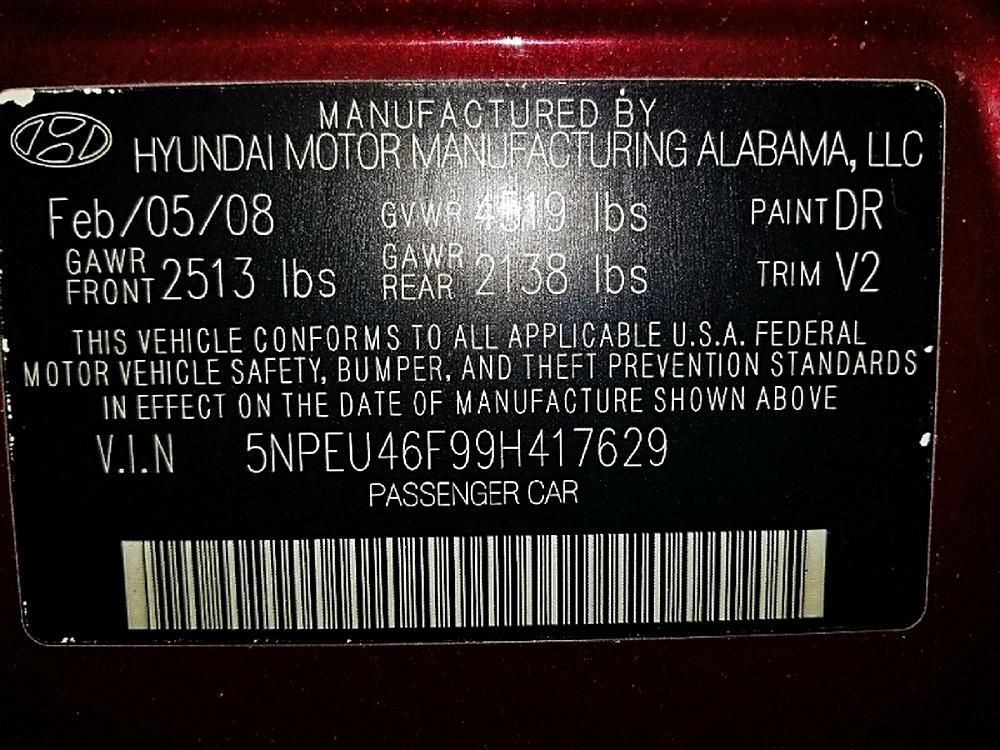 MANUFACTURED BY
HYUNDAI MOTOR MANUFACTURING ALABAMA, LLC
Feb/05/08 GVWR 4519 lbs PAINT DR
GAWR FRONT 2513 lbs GAWR REAR 2138 lbs TRIM V2
THIS VEHICLE CONFORMS TO ALL APPLICABLE U.S.A. FEDERAL
MOTOR VEHICLE SAFETY, BUMPER, AND THEFT PREVENTION STANDARDS
IN EFFECT ON THE DATE OF MANUFACTURE SHOWN ABOVE
V.I.N 5NPEU46F99H417629
PASSENGER CAR